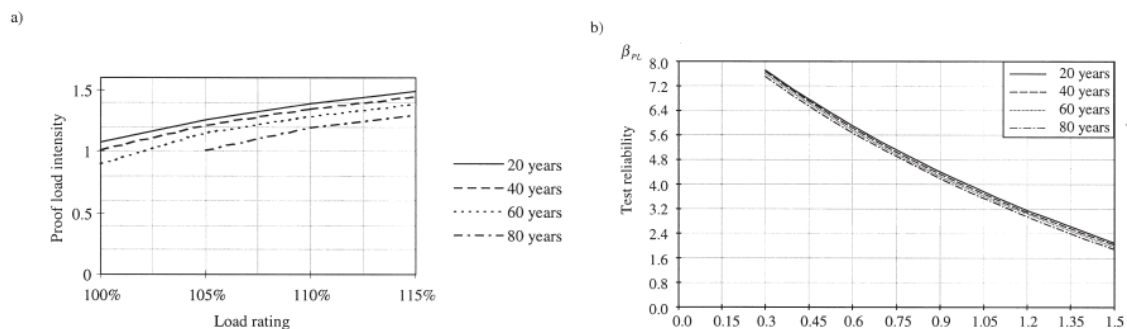 a)
1.5
1
0.5
0
Proof load intensity
100% 105% 110% 115%
Load rating
20 years
40 years
60 years
80 years
b)
βPL
8.0
7.2
6.4
5.6
4.8
4.0
3.2
2.4
1.6
0.8
0.0
Test reliability
0.0 0.15 0.3 0.45 0.6 0.75 0.9 1.05 1.2 1.35 1.5
20 years
40 years
60 years
80 years